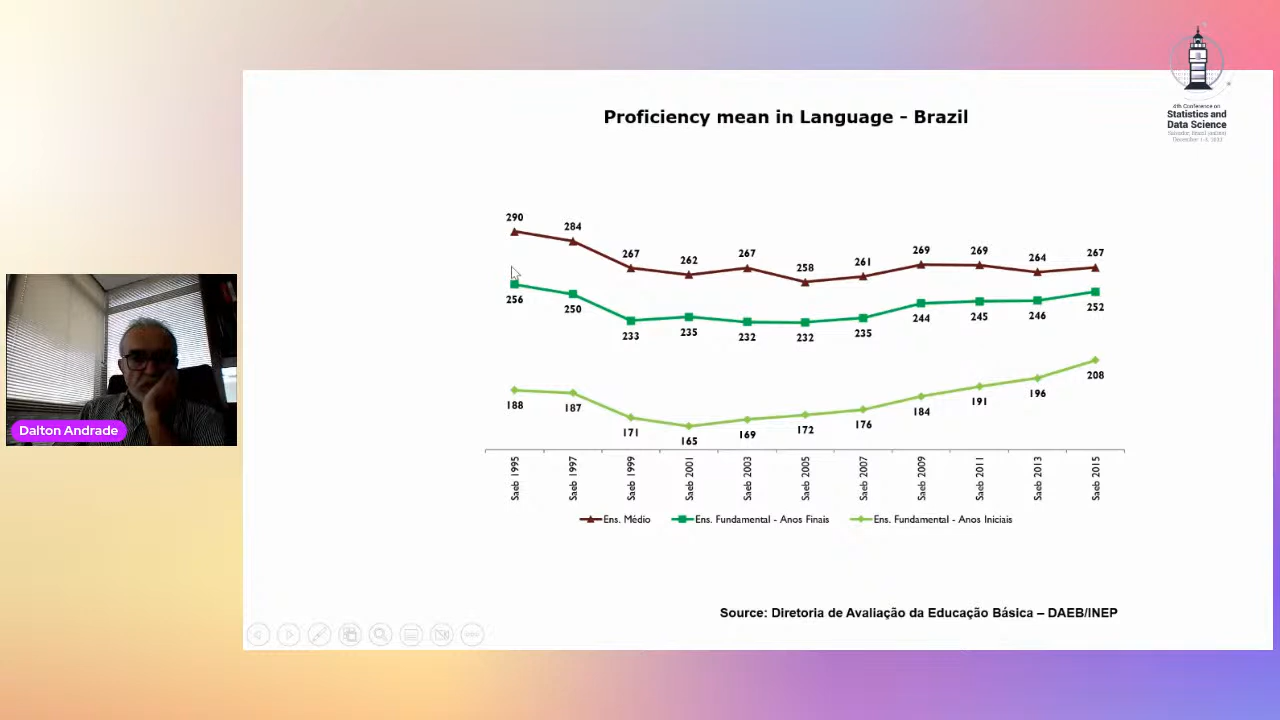 4th Conference on
Statistics and
Data Science
Proficiency mean in Language - Brazil
290 284 267 262 267 258 261 269 269 264 267
256 250 233 235 232 232 235 244 245 246 252
188 187 171 165 169 172 176 184 191 196 208
Saeb 1995 Saeb 1997 Saeb 1999 Saeb 2001 Saeb 2003 Saeb 2005 Saeb 2007 Saeb 2009 Saeb 2011 Saeb 2013 Saeb 2015
Ens. Médio Ens. Fundamental - Anos Finais Ens. Fundamental - Anos Iniciais
Source: Diretoria de Avaliação da Educação Básica – DAEB/INEP
Dalton Andrade